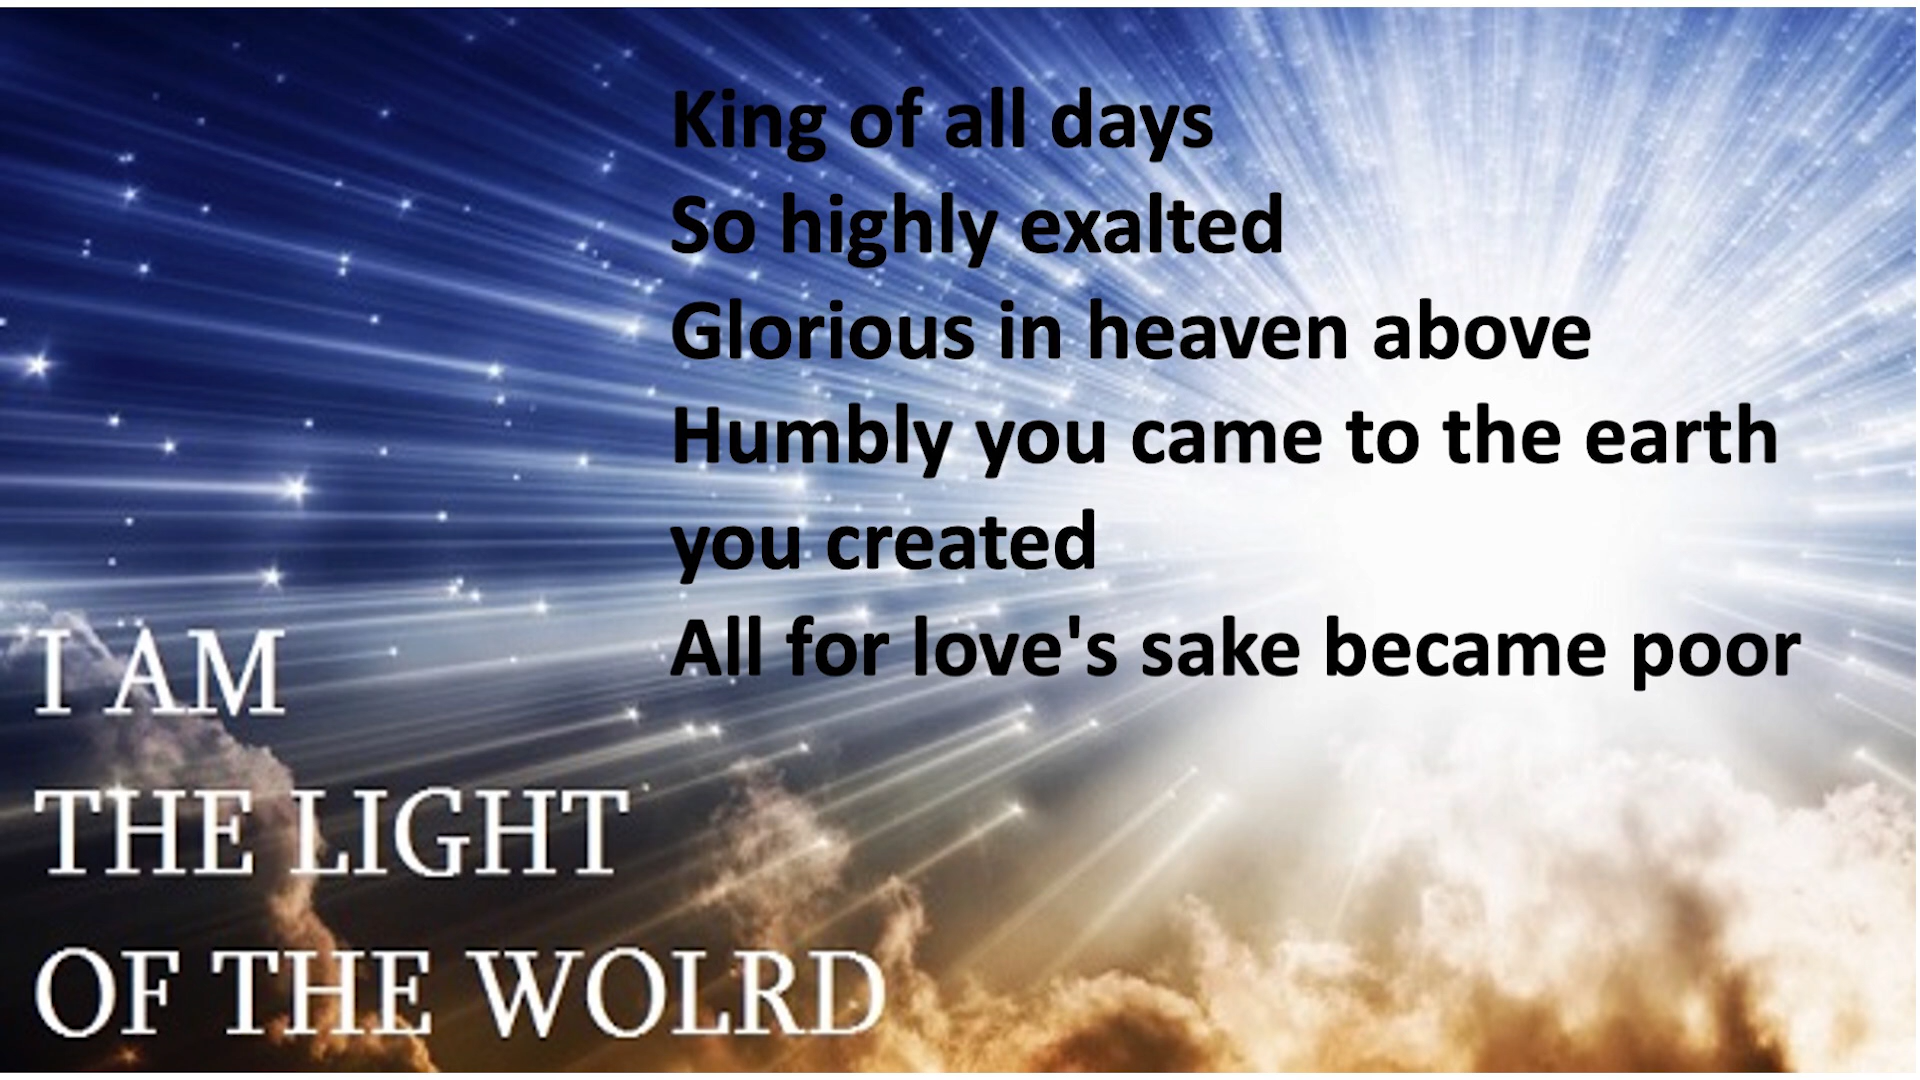 King of all days
So highly exalted
Glorious in heaven above
Humbly you came to the earth
you created
All for love's sake became poor
I AM
THE LIGHT
OF THE WOLRD